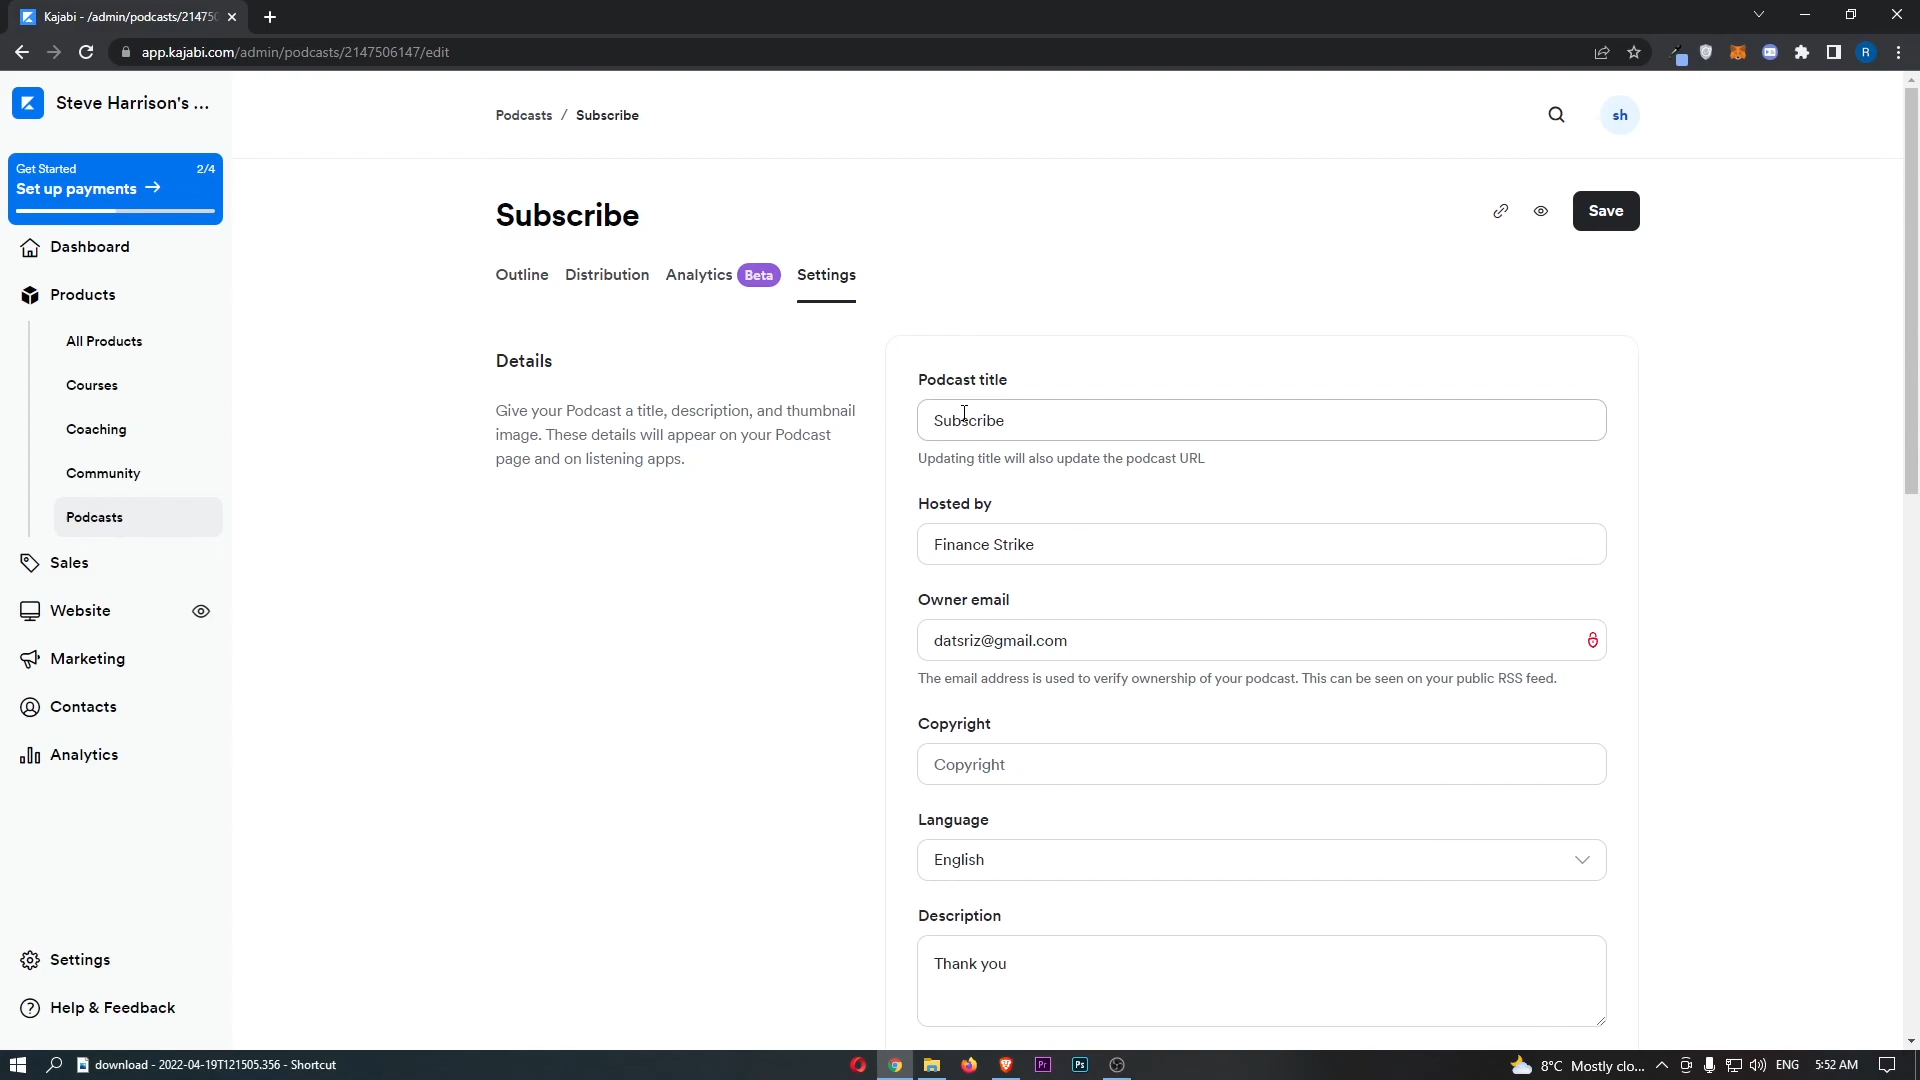 Kajabi - /admin/podcasts/21475
app.kajabi.com/admin/podcasts/2147506147/edit
R
Steve Harrison's ...
Podcasts / Subscribe
sh
Get Started 2/4
Set up payments →
Subscribe
Save
Dashboard
Outline Distribution Analytics Beta Settings
Products
All Products
Courses
Coaching
Community
Podcasts
Sales
Website
Marketing
Contacts
Analytics
Settings
Help & Feedback
Details
Give your Podcast a title, description, and thumbnail
image. These details will appear on your Podcast
page and on listening apps.
Podcast title
Subscribe
Updating title will also update the podcast URL
Hosted by
Finance Strike
Owner email
datsriz@gmail.com
The email address is used to verify ownership of your podcast. This can be seen on your public RSS feed.
Copyright
Copyright
Language
English
Description
Thank you
download - 2022-04-19T121505.356 - Shortcut
Pr
Ps
8°C Mostly clo...
ENG
5:52 AM